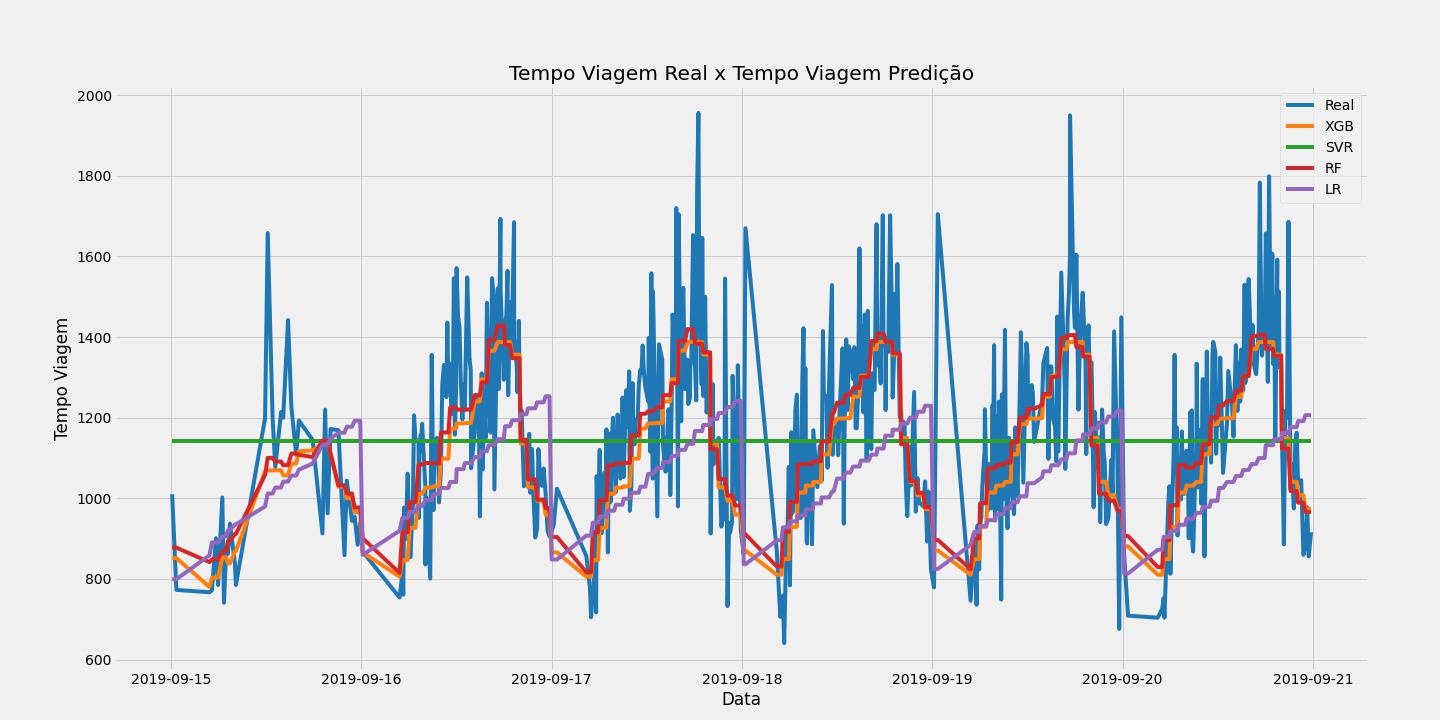 Tempo Viagem Real x Tempo Viagem Predição
2000
1800
1600
1400
1200
1000
800
600
Tempo Viagem
Real
XGB
SVR
RF
LR
2019-09-15 2019-09-16 2019-09-17 2019-09-18 2019-09-19 2019-09-20 2019-09-21
Data